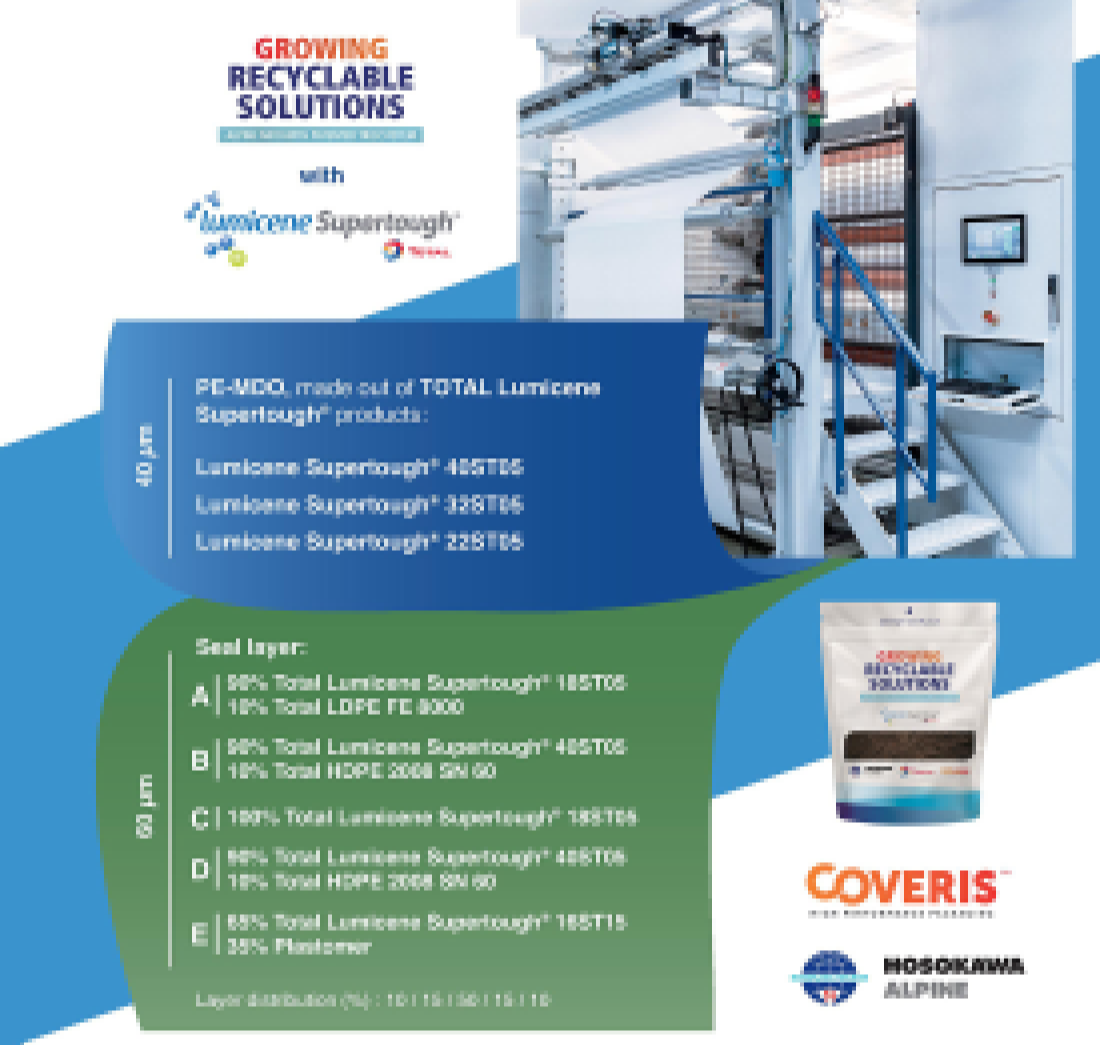 GROWING
RECYCLABLE
SOLUTIONS
with
lumicene Supertough®
TOTAL
PE-MDO, made out of TOTAL Lumicene
Supertough® products:
40 µm
Lumicene Supertough® 40ST05
Lumicene Supertough® 32ST05
Lumicene Supertough® 22ST05
Seal layer:
A
90% Total Lumicene Supertough® 18ST05
10% Total LDPE FE 8000
B
90% Total Lumicene Supertough® 40ST05
10% Total HDPE 2008 SN 60
µm
C
100% Total Lumicene Supertough® 18ST05
D
90% Total Lumicene Supertough® 40ST05
10% Total HDPE 2008 SN 60
E
65% Total Lumicene Supertough® 16ST15
35% Plastomer
Layer distribution (%) : 10 / 15 / 50 / 15 / 10
GROWING
RECYCLABLE
SOLUTIONS
COVERIS™
HIGH PERFORMANCE PACKAGING
HOSOKAWA
ALPINE